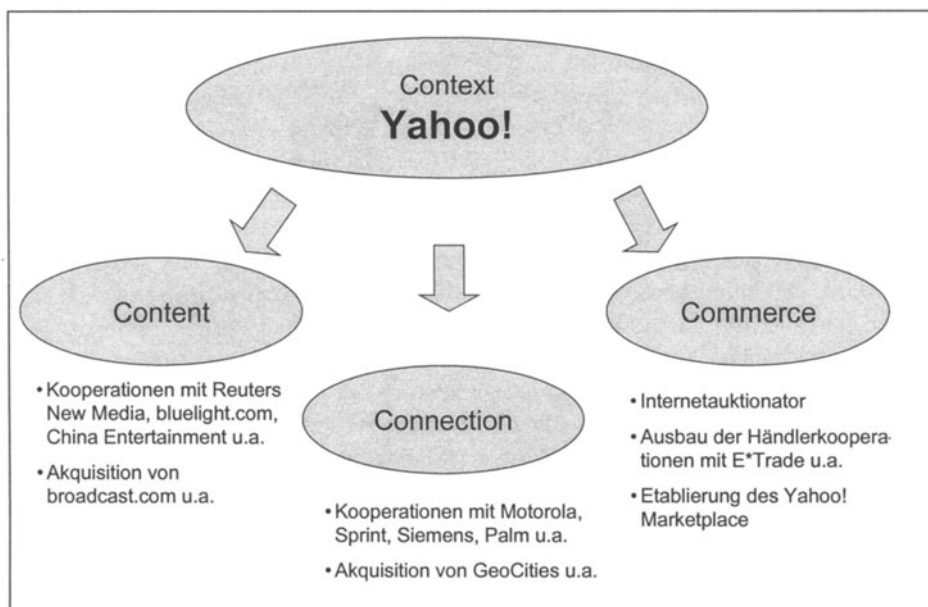 Context
Yahoo!
Content
• Kooperationen mit Reuters
New Media, bluelight.com,
China Entertainment u.a.
• Akquisition von
broadcast.com u.a.
Connection
• Kooperationen mit Motorola,
Sprint, Siemens, Palm u.a.
• Akquisition von GeoCities u.a.
Commerce
• Internetauktionator
• Ausbau der Händlerkoopera-
tionen mit E*Trade u.a.
• Etablierung des Yahoo!
Marketplace